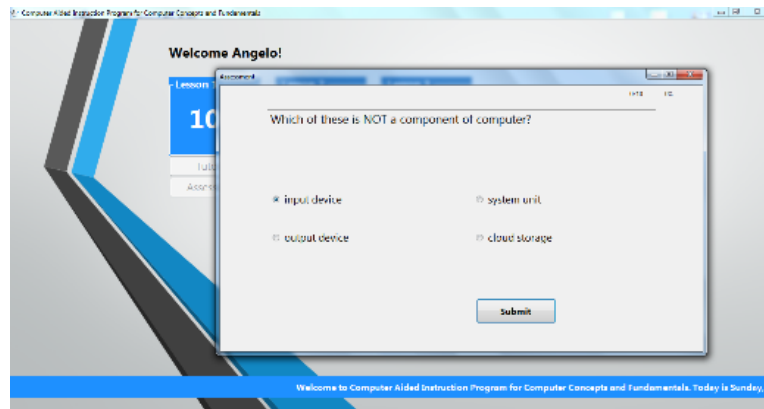 Computer Aided Instruction Program for Computer Concepts and Fundamentals
Welcome Angelo!
Lesson
Assessment
10
Which of these is NOT a component of computer?
input device
system unit
output device
cloud storage
Submit
Welcome to Computer Aided Instruction Program for Computer Concepts and Fundamentals. Today is Sunday,